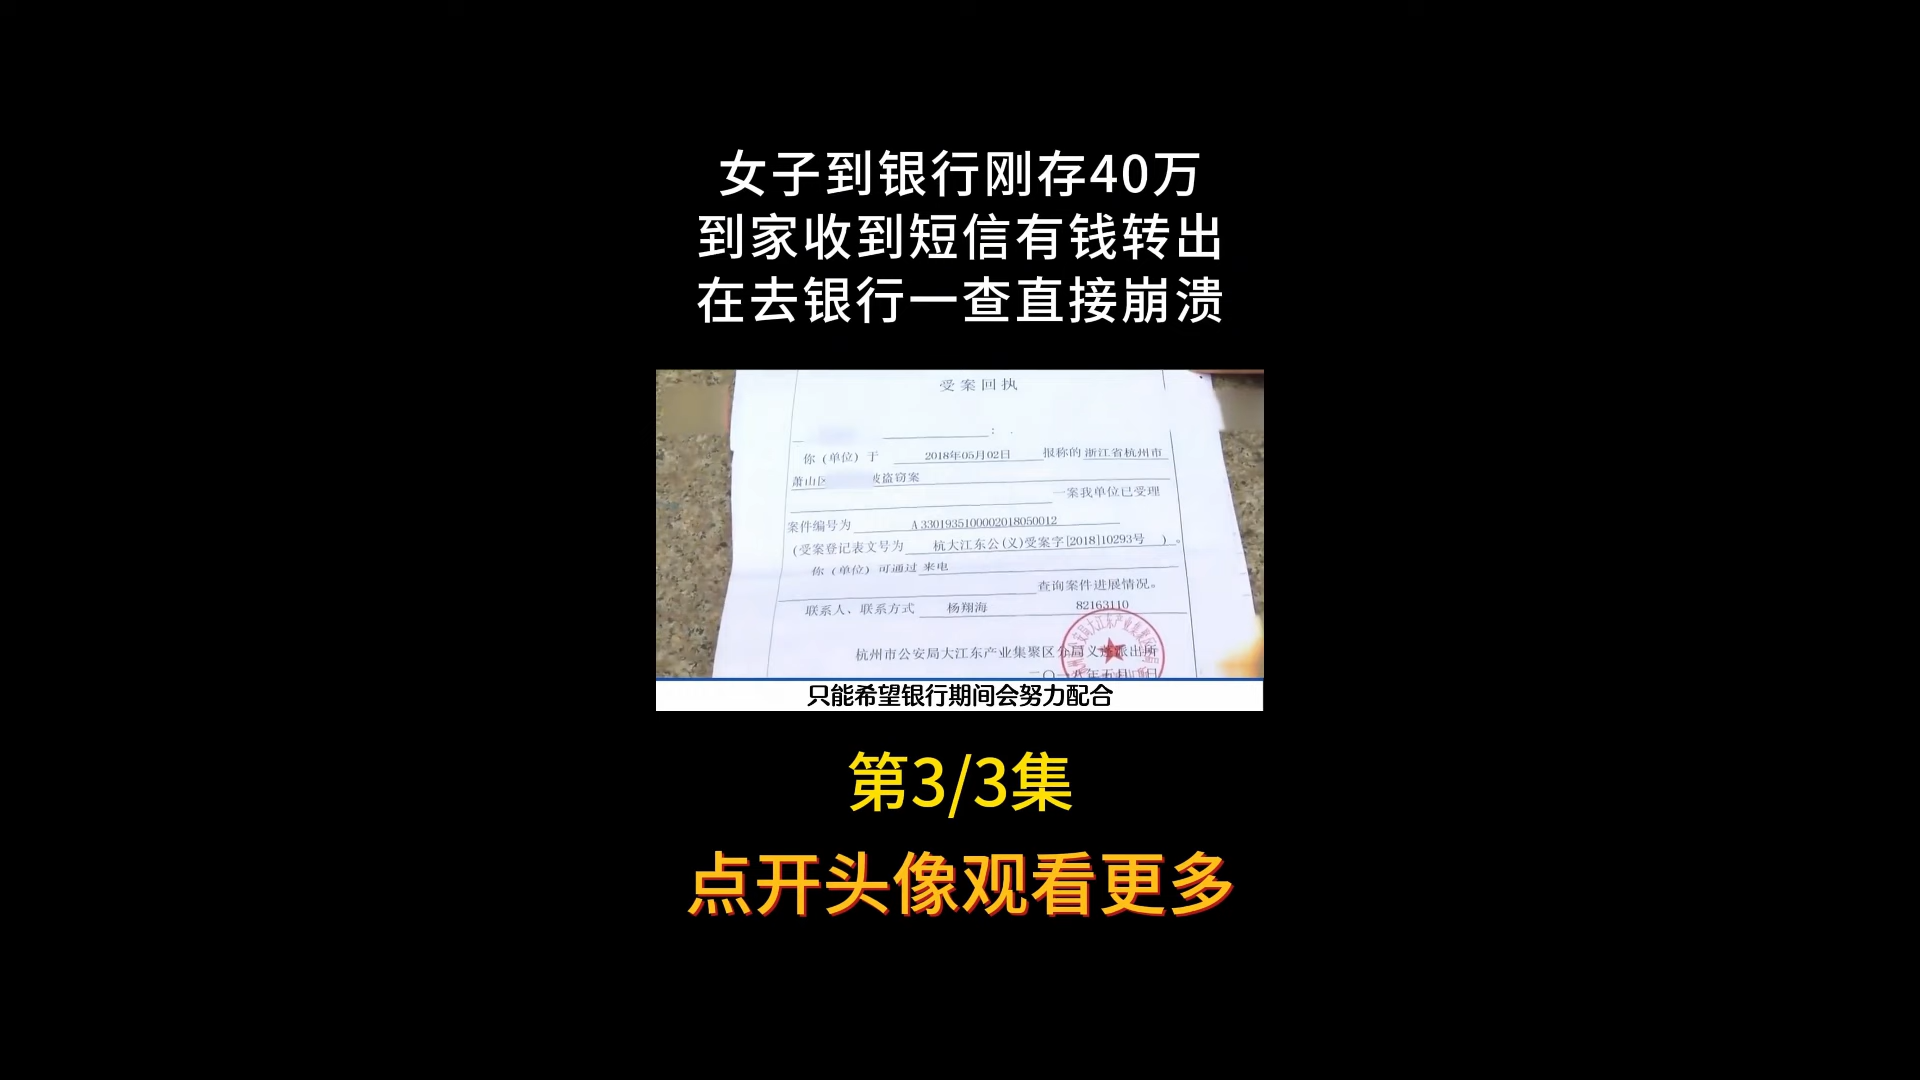 女子到银行刚存40万
到家收到短信有钱转出
在去银行一查直接崩溃
受案回执
：
你（单位）于 2018年05月02日 报称的 浙江省杭州市
萧山区 被盗窃案
一案我单位已受理
案件编号为 A3301935100002018050012
（受案登记表文号为 杭大江东公(义)受案字[2018]10293号 ）。
你（单位）可通过 来电
查询案件进展情况。
联系人、联系方式 杨翔海 82163110
杭州市公安局大江东产业集聚区分局义蓬派出所
只能希望银行期间会努力配合
第3/3集
点开头像观看更多